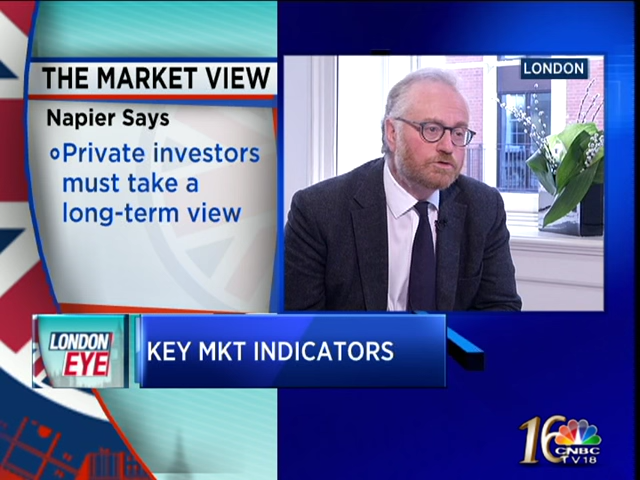 THE MARKET VIEW
LONDON
Napier Says
Private investors
must take a
long-term view
LONDON
EYE
KEY MKT INDICATORS
16
CNBC
TV18